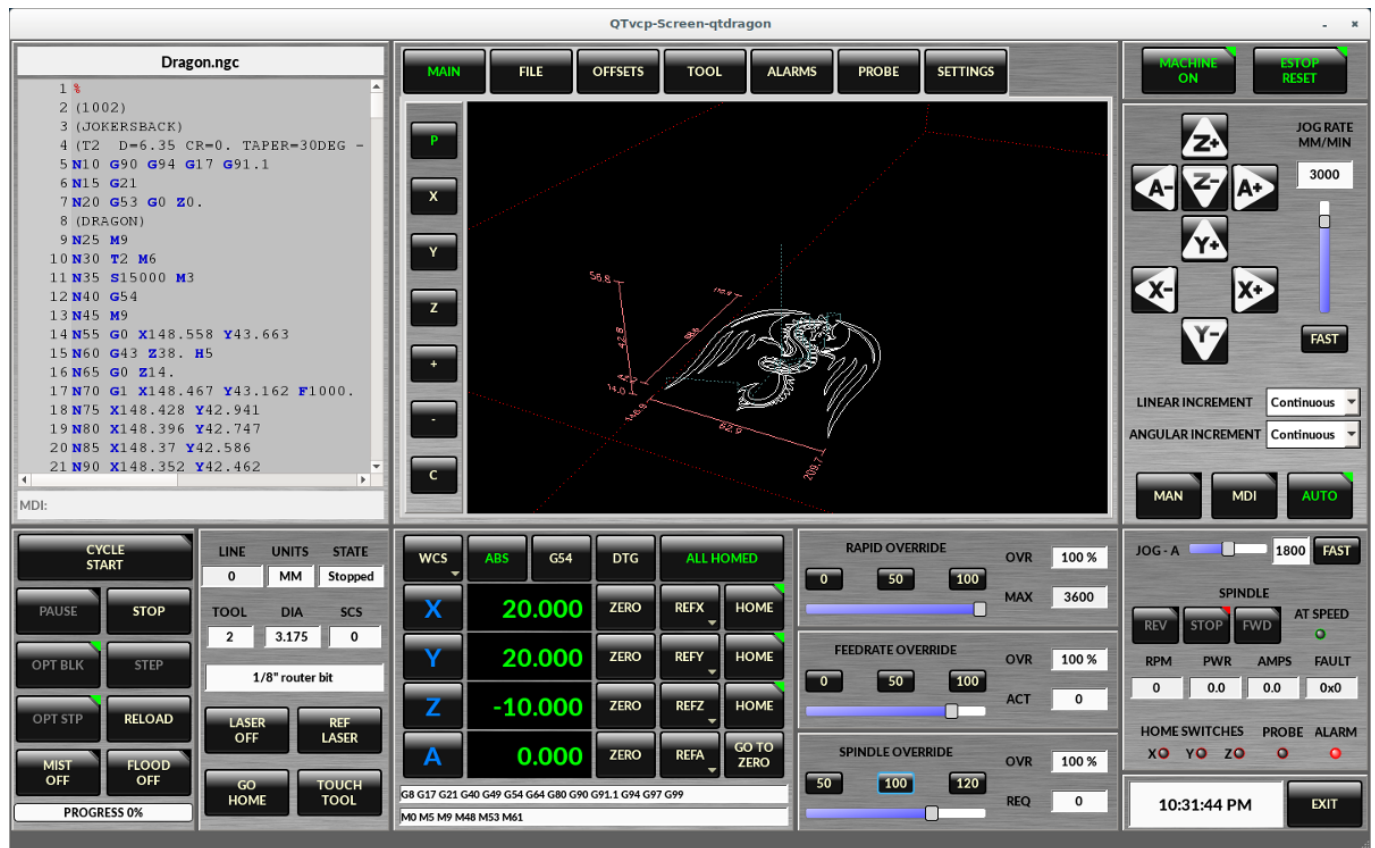 QTvcp-Screen-qtdragon
Dragon.ngc
1 %
2 (1002)
3 (JOKERSBACK)
4 (T2  D=6.35 CR=0. TAPER=30DEG -
5 N10 G90 G94 G17 G91.1
6 N15 G21
7 N20 G53 G0 Z0.
8 (DRAGON)
9 N25 M9
10 N30 T2 M6
11 N35 S15000 M3
12 N40 G54
13 N45 M9
14 N55 G0 X148.558 Y43.663
15 N60 G43 Z38. H5
16 N65 G0 Z14.
17 N70 G1 X148.467 Y43.162 F1000.
18 N75 X148.428 Y42.941
19 N80 X148.396 Y42.747
20 N85 X148.37 Y42.586
21 N90 X148.352 Y42.462
MDI:
MAIN FILE OFFSETS TOOL ALARMS PROBE SETTINGS
P
X
Y
Z
+
-
C
56.8
42.8
14.0
146.9
62.9
209.7
MACHINE ON
ESTOP RESET
JOG RATE
MM/MIN
3000
Z+
A- Z- A+
Y+
X- X+
Y-
FAST
LINEAR INCREMENT Continuous
ANGULAR INCREMENT Continuous
MAN MDI AUTO
CYCLE START
PAUSE STOP
OPT BLK STEP
OPT STP RELOAD
MIST OFF FLOOD OFF
PROGRESS 0%
LINE UNITS STATE
0 MM Stopped
TOOL DIA SCS
2 3.175 0
1/8" router bit
LASER OFF REF LASER
GO HOME TOUCH TOOL
WCS ABS G54 DTG ALL HOMED
X 20.000 ZERO REFX HOME
Y 20.000 ZERO REFY HOME
Z -10.000 ZERO REFZ HOME
A 0.000 ZERO REFA GO TO ZERO
G8 G17 G21 G40 G49 G54 G64 G80 G90 G91.1 G94 G97 G99
M0 M5 M9 M48 M53 M61
RAPID OVERRIDE OVR 100 %
0 50 100
MAX 3600
FEEDRATE OVERRIDE OVR 100 %
0 50 100
ACT 0
SPINDLE OVERRIDE OVR 100 %
50 100 120
REQ 0
JOG - A 1800 FAST
SPINDLE
REV STOP FWD AT SPEED
RPM PWR AMPS FAULT
0 0.0 0.0 0x0
HOME SWITCHES PROBE ALARM
X Y Z
10:31:44 PM EXIT